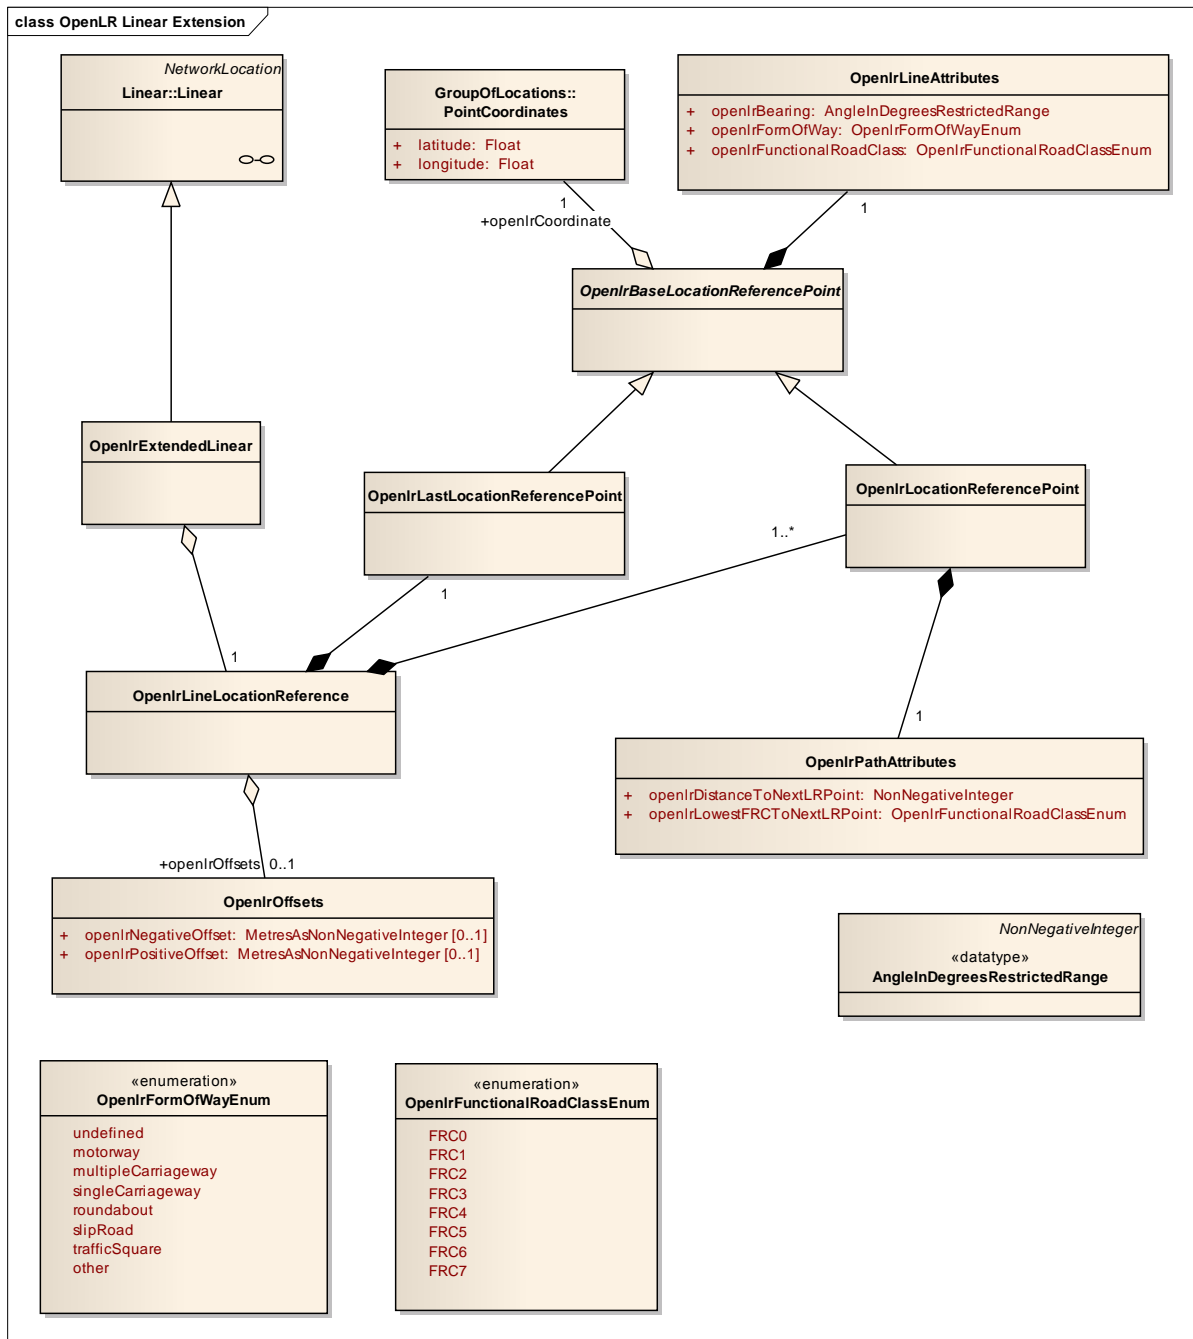 class OpenLR Linear Extension
NetworkLocation
Linear::Linear
GroupOfLocations::
PointCoordinates
+ latitude: Float
+ longitude: Float
OpenlrLineAttributes
+ openlrBearing: AngleInDegreesRestrictedRange
+ openlrFormOfWay: OpenlrFormOfWayEnum
+ openlrFunctionalRoadClass: OpenlrFunctionalRoadClassEnum
1
+openlrCoordinate
1
OpenlrBaseLocationReferencePoint
OpenlrExtendedLinear
OpenlrLastLocationReferencePoint
OpenlrLocationReferencePoint
1..*
1
1
OpenlrLineLocationReference
1
OpenlrPathAttributes
+ openlrDistanceToNextLRPoint: NonNegativeInteger
+ openlrLowestFRCToNextLRPoint: OpenlrFunctionalRoadClassEnum
+openlrOffsets 0..1
OpenlrOffsets
+ openlrNegativeOffset: MetresAsNonNegativeInteger [0..1]
+ openlrPositiveOffset: MetresAsNonNegativeInteger [0..1]
NonNegativeInteger
«datatype»
AngleInDegreesRestrictedRange
«enumeration»
OpenlrFormOfWayEnum
undefined
motorway
multipleCarriageway
singleCarriageway
roundabout
slipRoad
trafficSquare
other
«enumeration»
OpenlrFunctionalRoadClassEnum
FRC0
FRC1
FRC2
FRC3
FRC4
FRC5
FRC6
FRC7